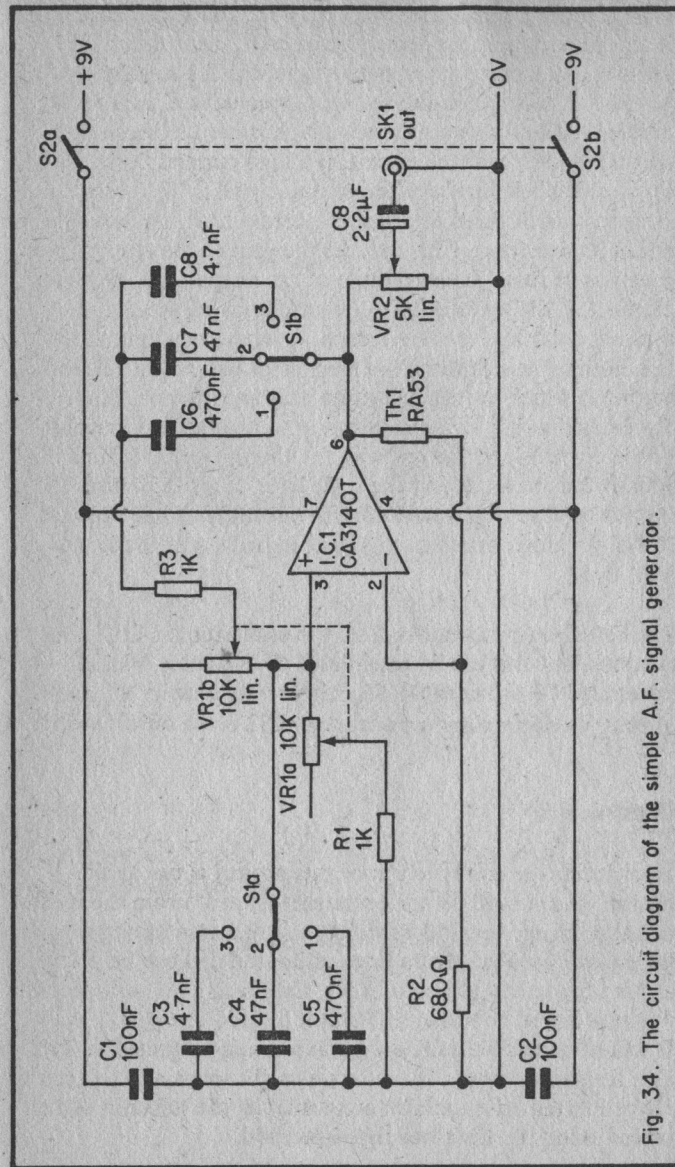 S2a
+9V
C8
4·7nF
C7
47nF
C6
470nF
3
2
1
S1b
R3
1K
VR1b
10K
lin.
C8
2·2µF
SK1
out
VR2
5K
lin.
0V
7
6
3
+
I.C.1
CA3140T
2
−
4
Th1
RA53
VR1a 10K lin.
R1
1K
S1a
3
2
1
C1
100nF
C3
4·7nF
C4
47nF
C5
470nF
R2
680Ω
C2
100nF
S2b
−9V
Fig. 34. The circuit diagram of the simple A.F. signal generator.